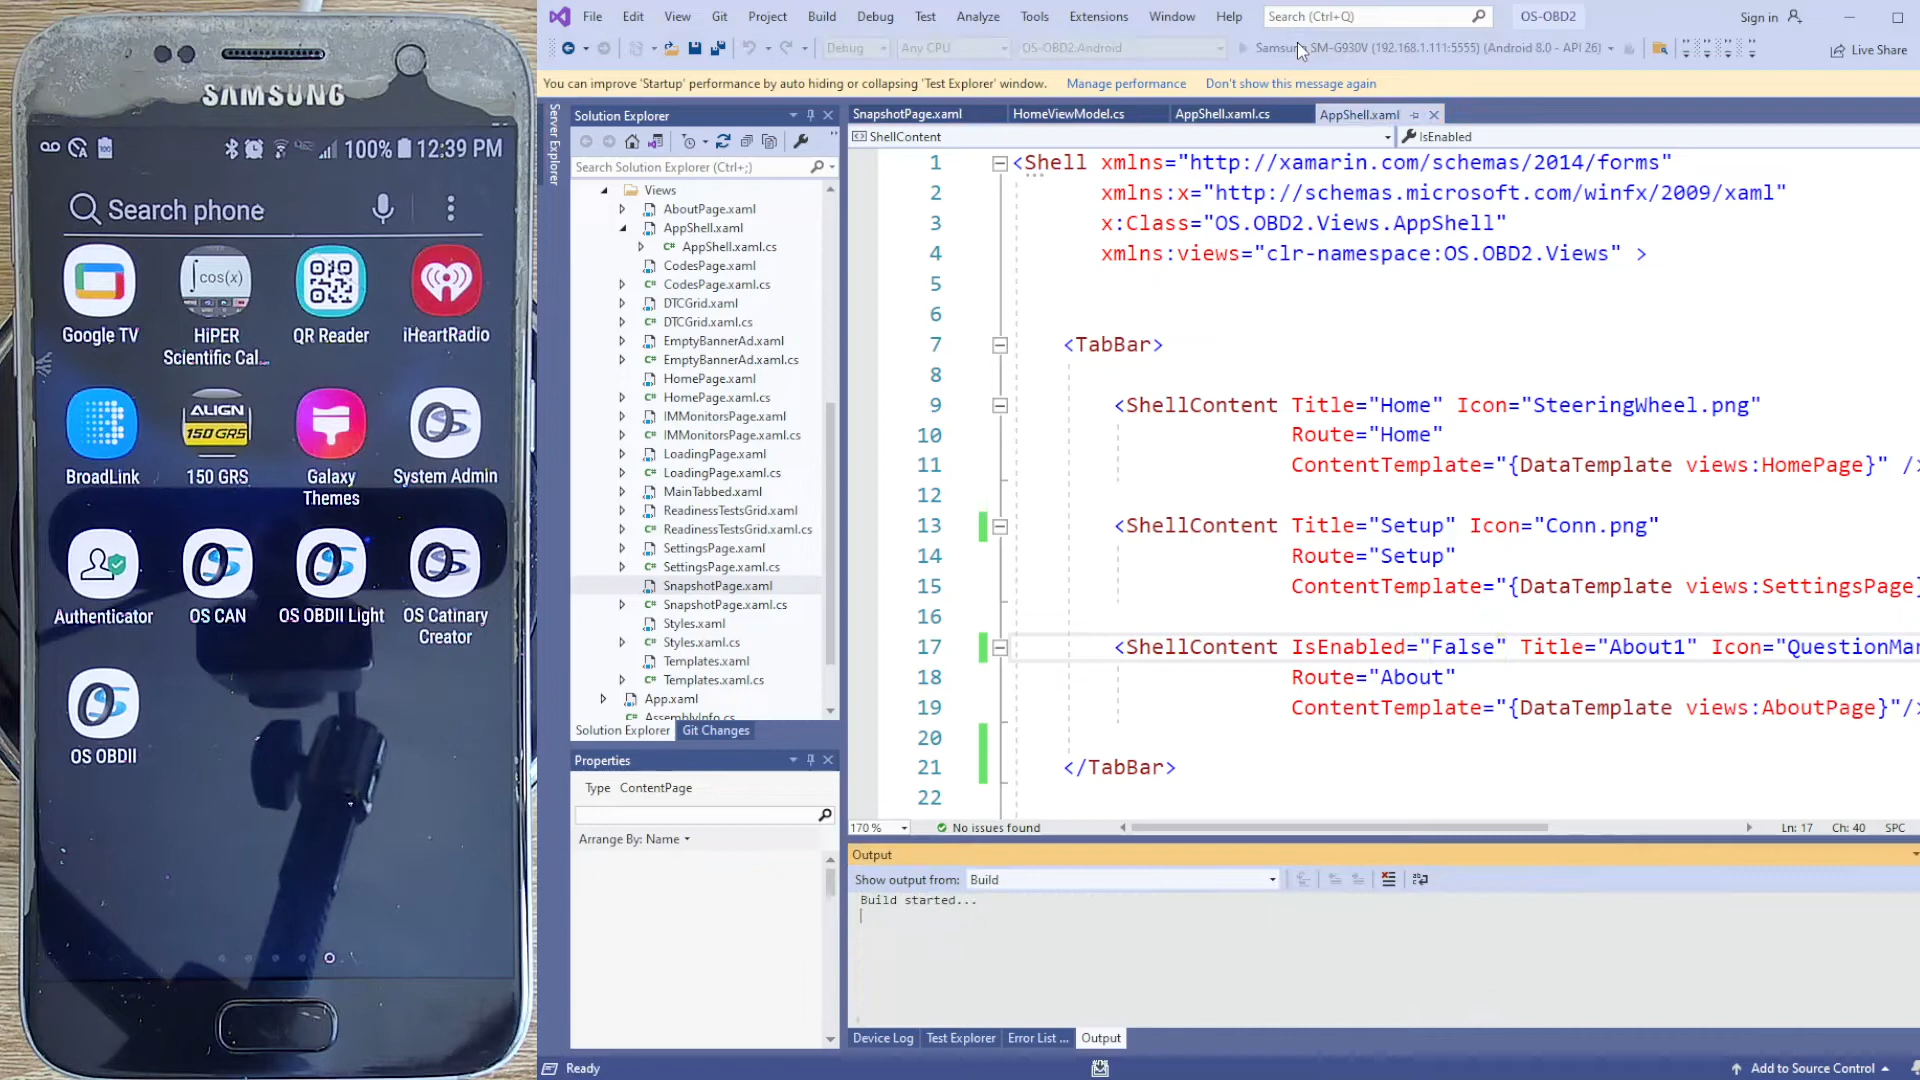 SAMSUNG
100% 12:39 PM
Search phone
Google TV
HiPER Scientific Cal...
QR Reader
iHeartRadio
BroadLink
ALIGN
150 GRS
150 GRS
Galaxy Themes
System Admin
Authenticator
OS CAN
OS OBDII Light
OS Catinary Creator
OS OBDII
cos(x)
File Edit View Git Project Build Debug Test Analyze Tools Extensions Window Help Search (Ctrl+Q) OS-OBD2 Sign in
Debug Any CPU OS-OBD2.Android Samsung SM-G930V (192.168.1.111:5555) (Android 8.0 - API 26) Live Share
You can improve 'Startup' performance by auto hiding or collapsing 'Test Explorer' window. Manage performance Don't show this message again
Server Explorer
Solution Explorer
Search Solution Explorer (Ctrl+;)
Views
AboutPage.xaml
AppShell.xaml
C# AppShell.xaml.cs
CodesPage.xaml
C# CodesPage.xaml.cs
DTCGrid.xaml
C# DTCGrid.xaml.cs
EmptyBannerAd.xaml
C# EmptyBannerAd.xaml.cs
HomePage.xaml
C# HomePage.xaml.cs
IMMonitorsPage.xaml
C# IMMonitorsPage.xaml.cs
LoadingPage.xaml
C# LoadingPage.xaml.cs
MainTabbed.xaml
ReadinessTestsGrid.xaml
C# ReadinessTestsGrid.xaml.cs
SettingsPage.xaml
C# SettingsPage.xaml.cs
SnapshotPage.xaml
C# SnapshotPage.xaml.cs
Styles.xaml
C# Styles.xaml.cs
Templates.xaml
C# Templates.xaml.cs
App.xaml
AssemblyInfo.cs
Solution Explorer Git Changes
Properties
Type ContentPage
Arrange By: Name
SnapshotPage.xaml HomeViewModel.cs AppShell.xaml.cs AppShell.xaml
ShellContent IsEnabled
1 <Shell xmlns="http://xamarin.com/schemas/2014/forms"
2 xmlns:x="http://schemas.microsoft.com/winfx/2009/xaml"
3 x:Class="OS.OBD2.Views.AppShell"
4 xmlns:views="clr-namespace:OS.OBD2.Views" >
5
6
7 <TabBar>
8
9 <ShellContent Title="Home" Icon="SteeringWheel.png"
10 Route="Home"
11 ContentTemplate="{DataTemplate views:HomePage}" />
12
13 <ShellContent Title="Setup" Icon="Conn.png"
14 Route="Setup"
15 ContentTemplate="{DataTemplate views:SettingsPage}
16
17 <ShellContent IsEnabled="False" Title="About1" Icon="QuestionMar
18 Route="About"
19 ContentTemplate="{DataTemplate views:AboutPage}"/>
20
21 </TabBar>
22
170 % No issues found Ln: 17 Ch: 40 SPC
Output
Show output from: Build
Build started...
Device Log Test Explorer Error List ... Output
Ready Add to Source Control